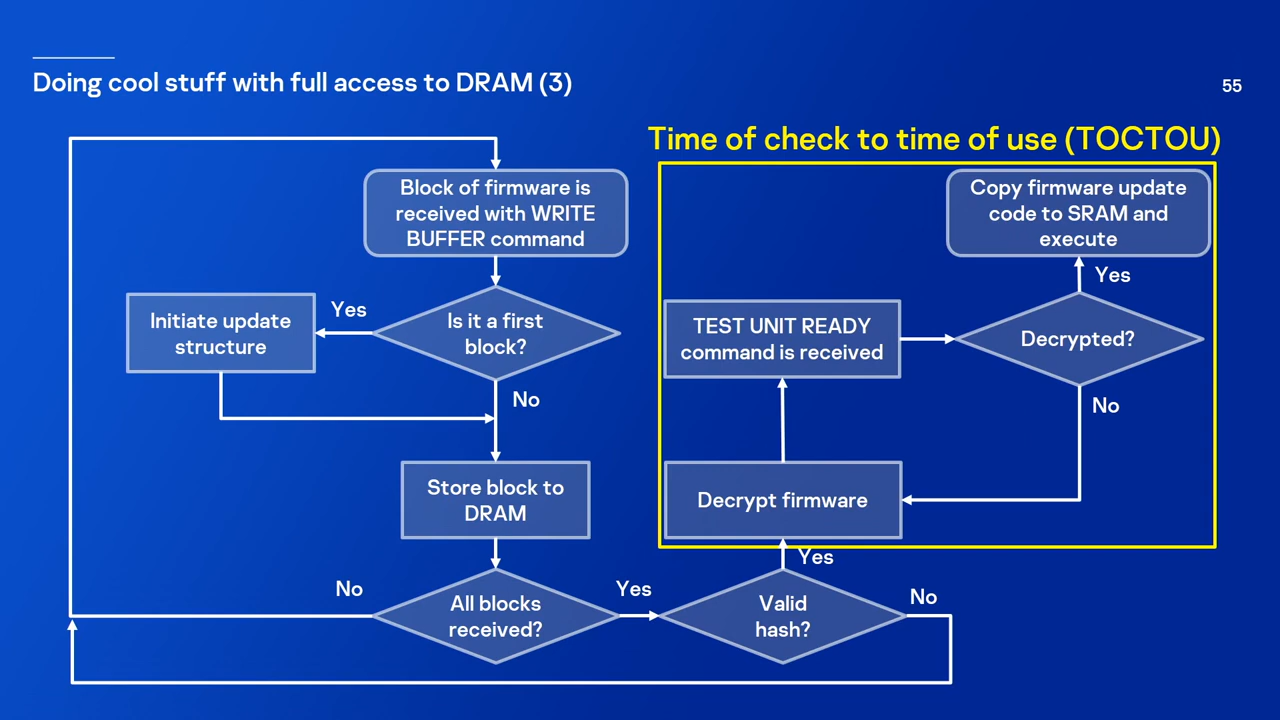 Doing cool stuff with full access to DRAM (3)
55
Time of check to time of use (TOCTOU)
Block of firmware is
received with WRITE
BUFFER command
Copy firmware update
code to SRAM and
execute
Yes
Initiate update
structure
Yes
Is it a first
block?
TEST UNIT READY
command is received
Decrypted?
No
No
Store block to
DRAM
Decrypt firmware
Yes
No
All blocks
received?
Yes
Valid
hash?
No